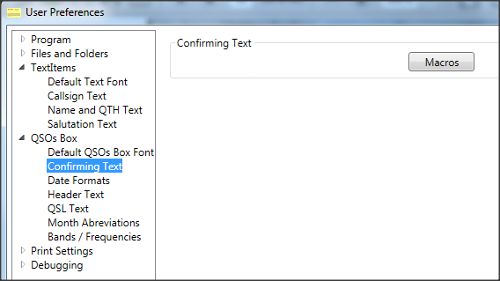 User Preferences
Program
Files and Folders
TextItems
Default Text Font
Callsign Text
Name and QTH Text
Salutation Text
QSOs Box
Default QSOs Box Font
Confirming Text
Date Formats
Header Text
QSL Text
Month Abreviations
Bands / Frequencies
Print Settings
Debugging
Confirming Text
Macros